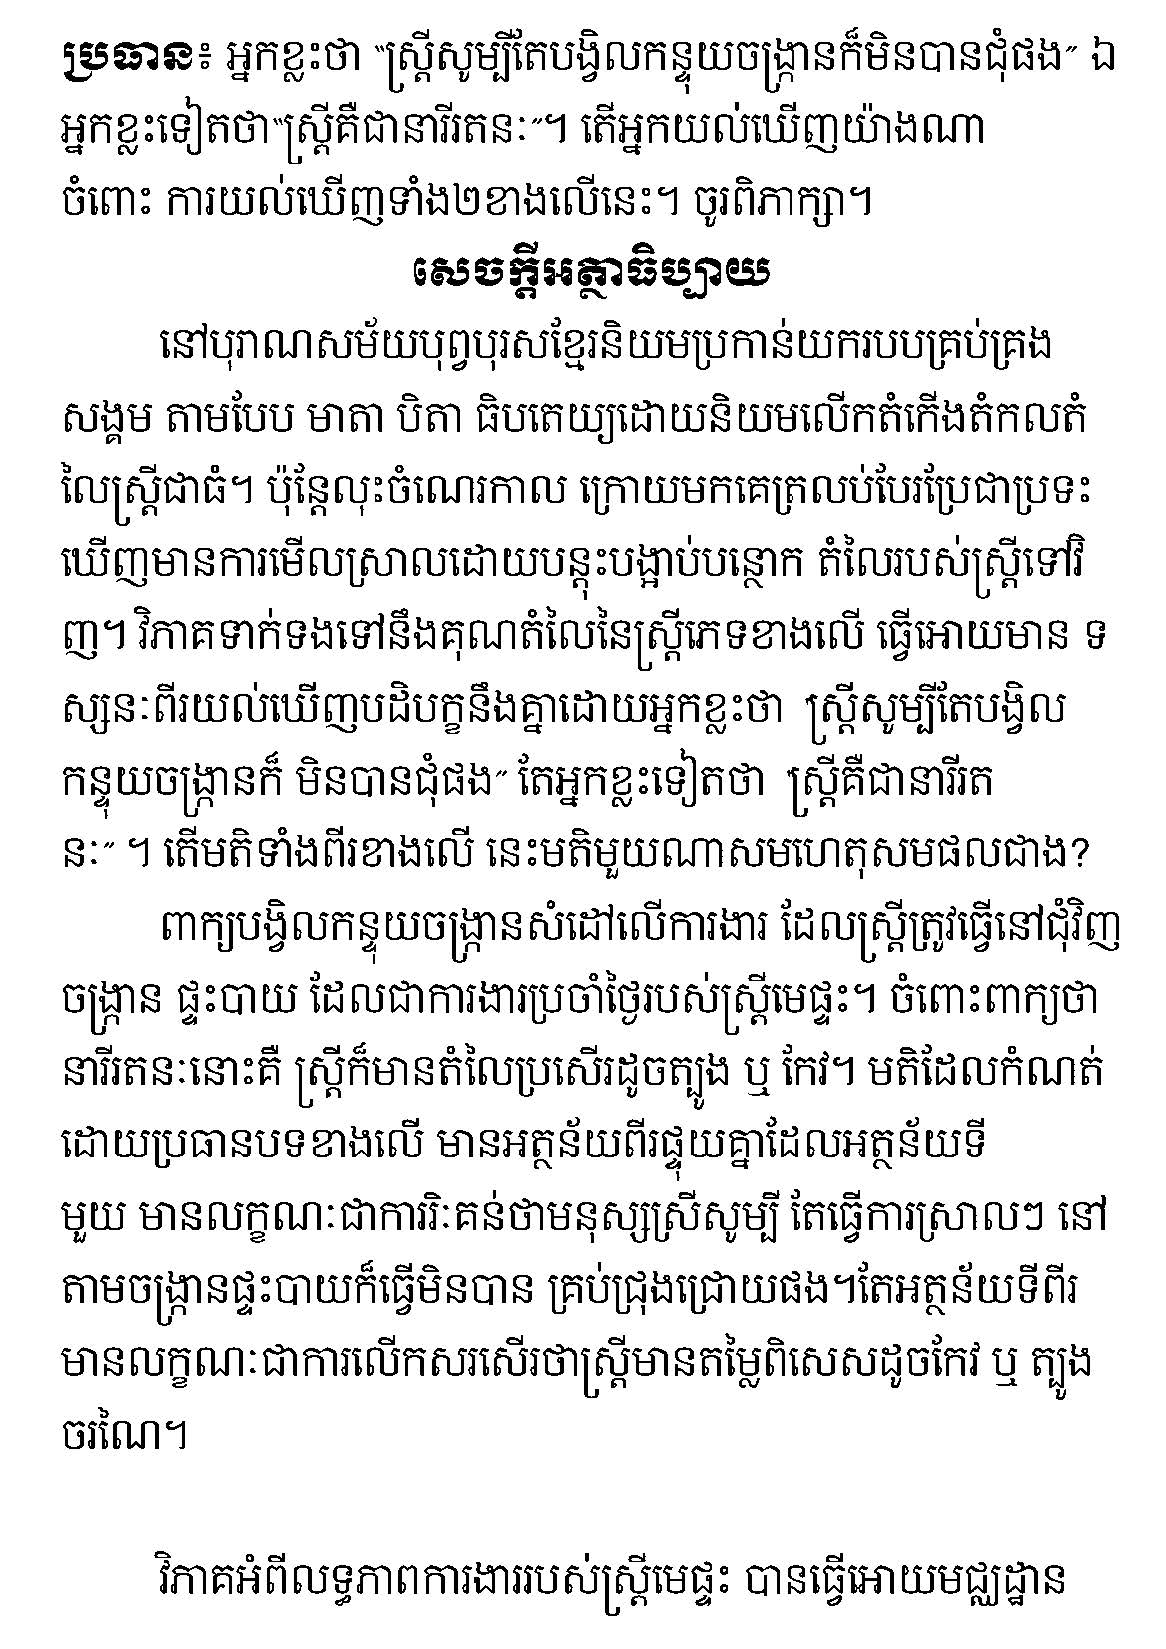 ប្រធាន៖ អ្នកខ្លះថា “ស្ត្រីសូម្បីតែបង្វិលកន្ទុយចង្ក្រានក៏មិនបានជុំផង” ឯ
អ្នកខ្លះទៀតថា“ស្ត្រីគឺជានារីរតនៈ”។ តើអ្នកយល់ឃើញយ៉ាងណា
ចំពោះ ការយល់ឃើញទាំង២ខាងលើនេះ។ ចូរពិភាក្សា។
សេចក្តីអត្ថាធិប្បាយ
នៅបុរាណសម័យបុព្វបុរសខ្មែរនិយមប្រកាន់យករបបគ្រប់គ្រង
សង្គម តាមបែប មាតា បិតា ធិបតេយ្យដោយនិយមលើកតំកើងតំកលតំ
លៃស្ត្រីជាធំ។ ប៉ុន្តែលុះចំណេរកាល ក្រោយមកគេត្រលប់បែរប្រែជាប្រទះ
ឃើញមានការមើលស្រាលដោយបន្តុះបង្អាប់បន្ថោក តំលៃរបស់ស្ត្រីទៅវិ
ញ។ វិភាគទាក់ទងទៅនឹងគុណតំលៃនៃស្ត្រីភេទខាងលើ ធ្វើអោយមាន ទ
ស្សនៈពីរយល់ឃើញបដិបក្ខនឹងគ្នាដោយអ្នកខ្លះថា ស្ត្រីសូម្បីតែបង្វិល
កន្ទុយចង្ក្រានក៏ មិនបានជុំផង” តែអ្នកខ្លះទៀតថា ស្ត្រីគឺជានារីរត
នៈ” ។ តើមតិទាំងពីរខាងលើ នេះមតិមួយណាសមហេតុសមផលជាង?
ពាក្យបង្វិលកន្ទុយចង្ក្រានសំដៅលើការងារ ដែលស្ត្រីត្រូវធ្វើនៅជុំវិញ
ចង្ក្រាន ផ្ទះបាយ ដែលជាការងារប្រចាំថ្ងៃរបស់ស្ត្រីមេផ្ទះ។ ចំពោះពាក្យថា
នារីរតនៈនោះគឺ ស្ត្រីក៏មានតំលៃប្រសើរដូចត្បូង ឬ កែវ។ មតិដែលកំណត់
ដោយប្រធានបទខាងលើ មានអត្ថន័យពីរផ្ទុយគ្នាដែលអត្ថន័យទី
មួយ មានលក្ខណៈជាការរិៈគន់ថាមនុស្សស្រីសូម្បី តែធ្វើការស្រាលៗ នៅ
តាមចង្ក្រានផ្ទះបាយក៏ធ្វើមិនបាន គ្រប់ជ្រុងជ្រោយផង។តែអត្ថន័យទីពីរ
មានលក្ខណៈជាការលើកសរសើរថាស្ត្រីមានតម្លៃពិសេសដូចកែវ ឬ ត្បូង
ចរណៃ។
វិភាគអំពីលទ្ធភាពការងាររបស់ស្ត្រីមេផ្ទះ បានធ្វើអោយមជ្ឈដ្ឋាន